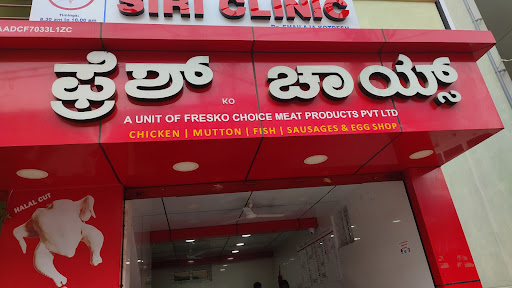 SIRI CLINIC
AADCF7033L1ZC
ಫ್ರೆಶ್ ಚಾಯ್ಸ್
KO
A UNIT OF FRESKO CHOICE MEAT PRODUCTS PVT LTD
CHICKEN | MUTTON | FISH | SAUSAGES & EGG SHOP
HALAL CUT